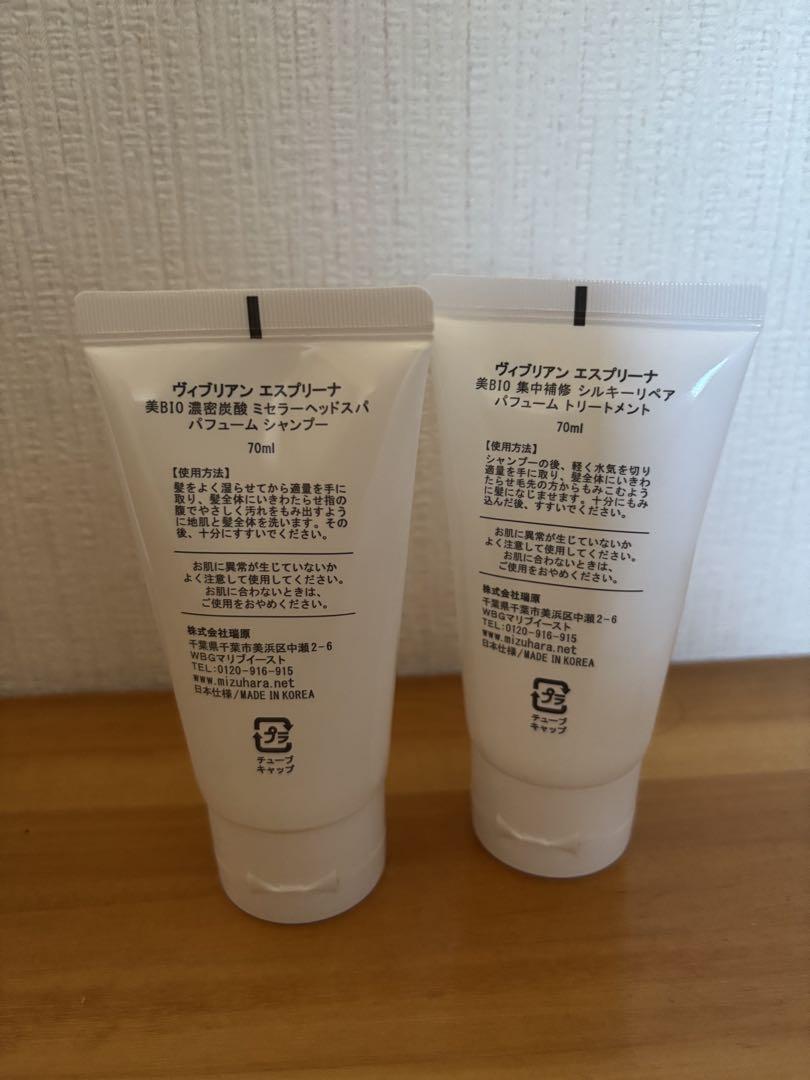 ヴィブリアン エスプリーナ
美BIO 濃密炭酸 ミセラーヘッドスパ
パフューム シャンプー
70ml
【使用方法】
髪をよく湿らせてから適量を手に
取り、髪全体にいきわたらせ指の
腹でやさしく汚れをもみ出すよう
に地肌と髪全体を洗います。その
後、十分にすすいでください。
お肌に異常が生じていないか
よく注意して使用してください。
お肌に合わないときは、
ご使用をおやめください。
株式会社瑞原
千葉県千葉市美浜区中瀬2-6
WBGマリブイースト
TEL:0120-916-915
www.mizuhara.net
日本仕様/MADE IN KOREA
プラ
チューブ
キャップ
ヴィブリアン エスプリーナ
美BIO 集中補修 シルキーリペア
パフューム トリートメント
70ml
【使用方法】
シャンプーの後、軽く水気を切り
適量を手に取り、髪全体にいきわ
たらせ毛先の方からもみこむよう
に髪になじませます。十分にもみ
込んだ後、すすいでください。
お肌に異常が生じていないか
よく注意して使用してください。
お肌に合わないときは、
ご使用をおやめください。
株式会社瑞原
千葉県千葉市美浜区中瀬2-6
WBGマリブイースト
TEL:0120-916-915
www.mizuhara.net
日本仕様/MADE IN KOREA
プラ
チューブ
キャップ